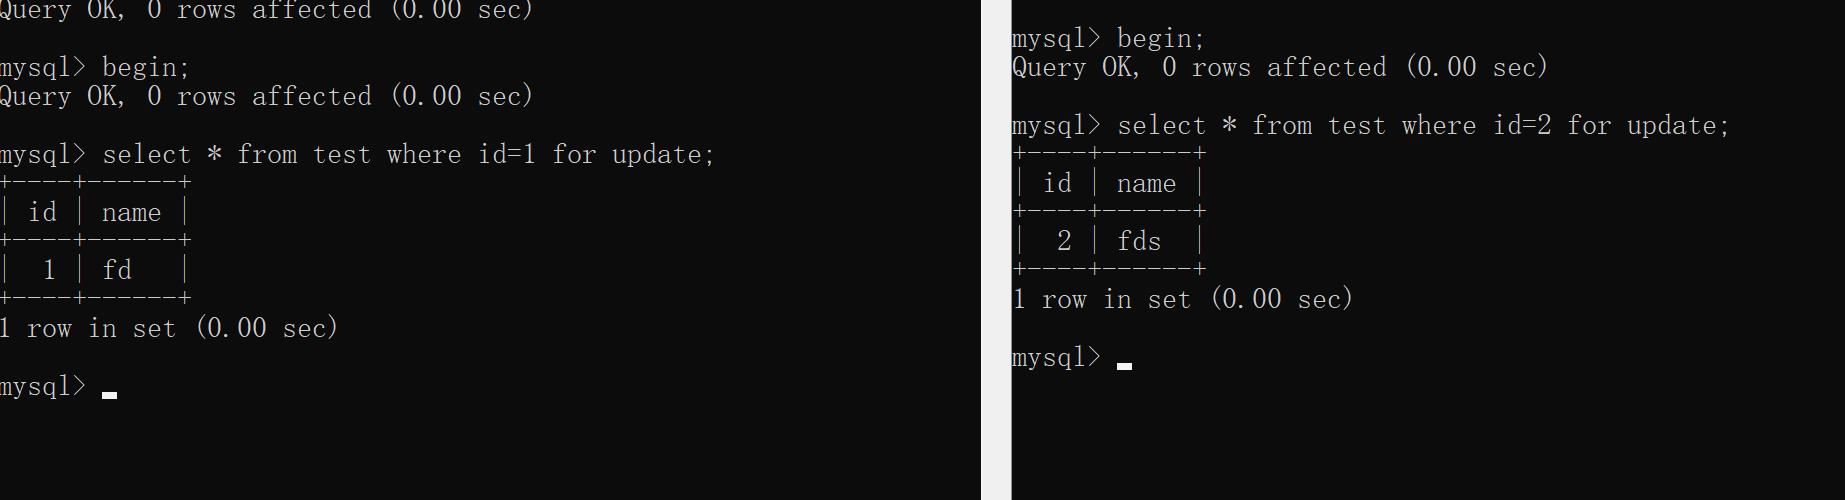 Query OK, 0 rows affected (0.00 sec)
mysql> begin;
Query OK, 0 rows affected (0.00 sec)
mysql> select * from test where id=1 for update;
+----+------+
| id | name |
+----+------+
|  1 | fd   |
+----+------+
1 row in set (0.00 sec)
mysql>
mysql> begin;
Query OK, 0 rows affected (0.00 sec)
mysql> select * from test where id=2 for update;
+----+------+
| id | name |
+----+------+
|  2 | fds  |
+----+------+
1 row in set (0.00 sec)
mysql>